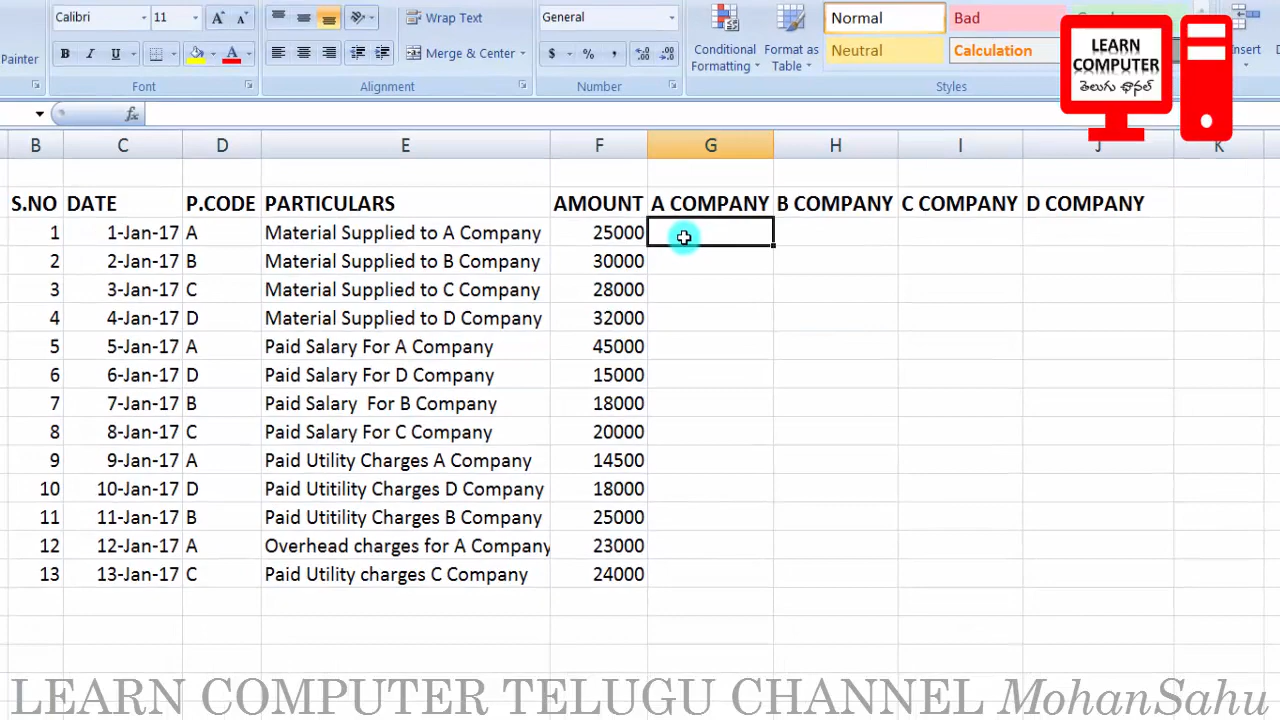 Calibri 11 A A Wrap Text General Normal Bad
Painter B I U A Merge & Center $ % , .0 .00 .00 .0 Conditional Formatting Format as Table Neutral Calculation
Font Alignment Number Styles
LEARN
COMPUTER
తెలుగు ఛానల్
fx
B C D E F G H I J K
S.NO DATE P.CODE PARTICULARS AMOUNT A COMPANY B COMPANY C COMPANY D COMPANY
1 1-Jan-17 A Material Supplied to A Company 25000
2 2-Jan-17 B Material Supplied to B Company 30000
3 3-Jan-17 C Material Supplied to C Company 28000
4 4-Jan-17 D Material Supplied to D Company 32000
5 5-Jan-17 A Paid Salary For A Company 45000
6 6-Jan-17 D Paid Salary For D Company 15000
7 7-Jan-17 B Paid Salary For B Company 18000
8 8-Jan-17 C Paid Salary For C Company 20000
9 9-Jan-17 A Paid Utility Charges A Company 14500
10 10-Jan-17 D Paid Utitility Charges D Company 18000
11 11-Jan-17 B Paid Utitility Charges B Company 25000
12 12-Jan-17 A Overhead charges for A Company 23000
13 13-Jan-17 C Paid Utility charges C Company 24000
LEARN COMPUTER TELUGU CHANNEL MohanSahu